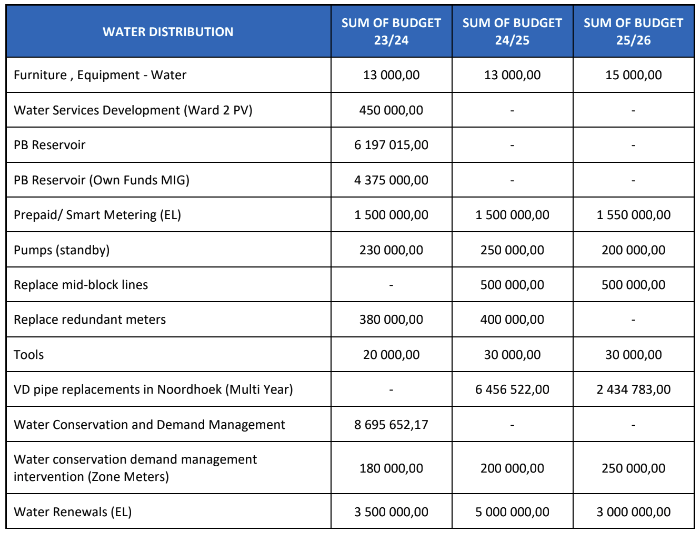 WATER DISTRIBUTION SUM OF BUDGET 23/24 SUM OF BUDGET 24/25 SUM OF BUDGET 25/26
Furniture , Equipment - Water 13 000,00 13 000,00 15 000,00
Water Services Development (Ward 2 PV) 450 000,00 - -
PB Reservoir 6 197 015,00 - -
PB Reservoir (Own Funds MIG) 4 375 000,00 - -
Prepaid/ Smart Metering (EL) 1 500 000,00 1 500 000,00 1 550 000,00
Pumps (standby) 230 000,00 250 000,00 200 000,00
Replace mid-block lines - 500 000,00 500 000,00
Replace redundant meters 380 000,00 400 000,00 -
Tools 20 000,00 30 000,00 30 000,00
VD pipe replacements in Noordhoek (Multi Year) - 6 456 522,00 2 434 783,00
Water Conservation and Demand Management 8 695 652,17 - -
Water conservation demand management
intervention (Zone Meters) 180 000,00 200 000,00 250 000,00
Water Renewals (EL) 3 500 000,00 5 000 000,00 3 000 000,00